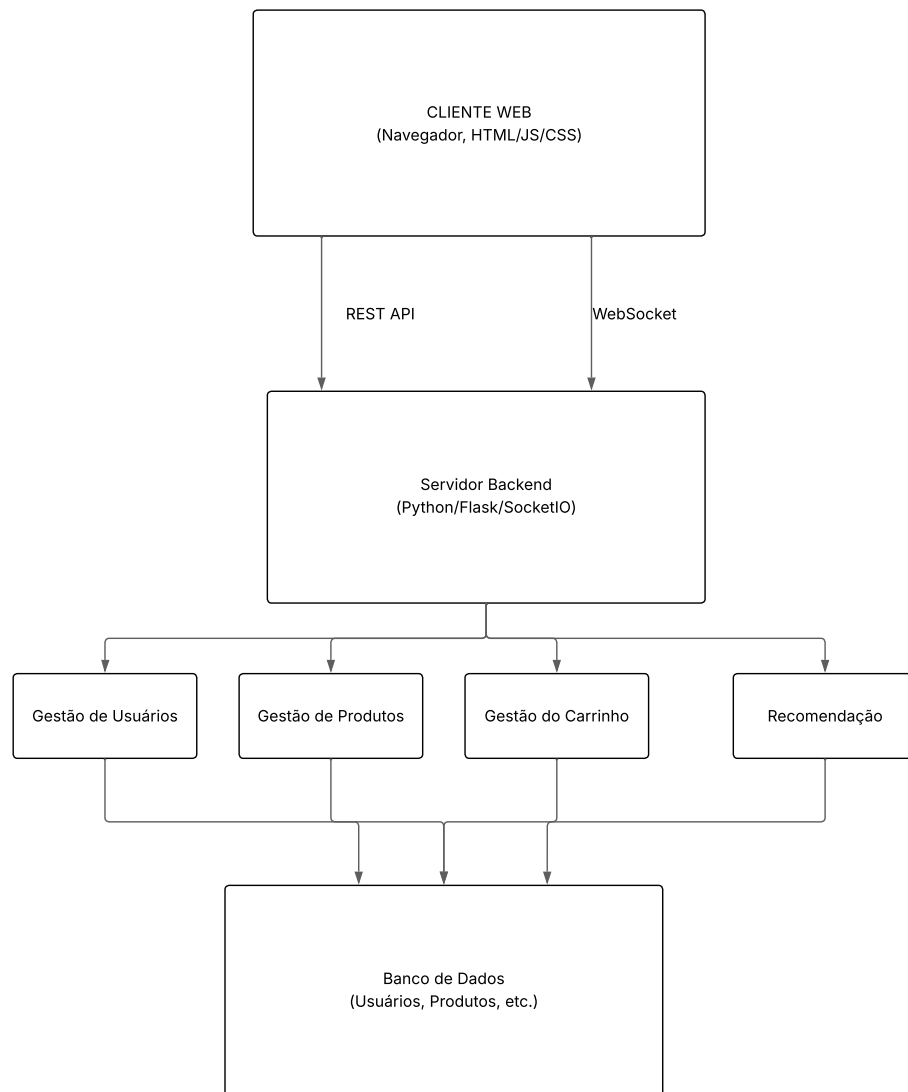 CLIENTE WEB
(Navegador, HTML/JS/CSS)
REST API
WebSocket
Servidor Backend
(Python/Flask/SocketIO)
Gestão de Usuários
Gestão de Produtos
Gestão do Carrinho
Recomendação
Banco de Dados
(Usuários, Produtos, etc.)